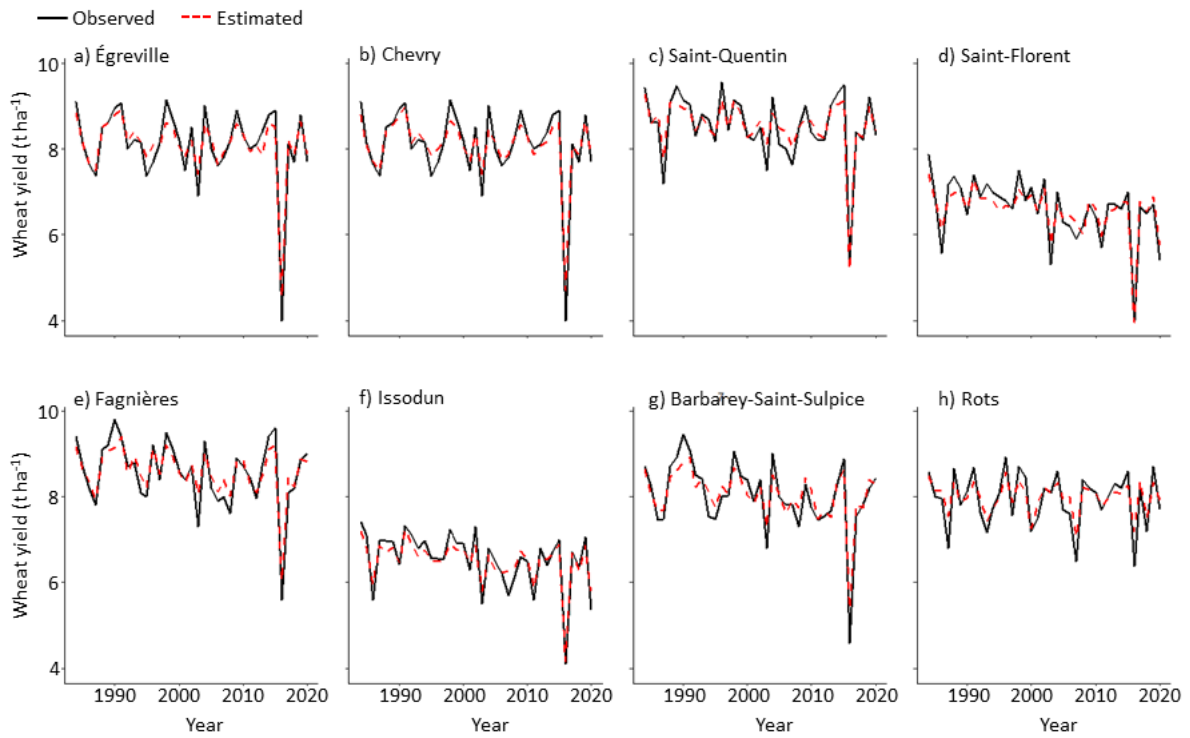 Observed Estimated
a) Égreville b) Chevry c) Saint-Quentin d) Saint-Florent
10
8
6
4
Wheat yield (t ha⁻¹)
e) Fagnières f) Issodun g) Barbarey-Saint-Sulpice h) Rots
10
8
6
4
Wheat yield (t ha⁻¹)
1990 2000 2010 2020 1990 2000 2010 2020 1990 2000 2010 2020 1990 2000 2010 2020
Year Year Year Year